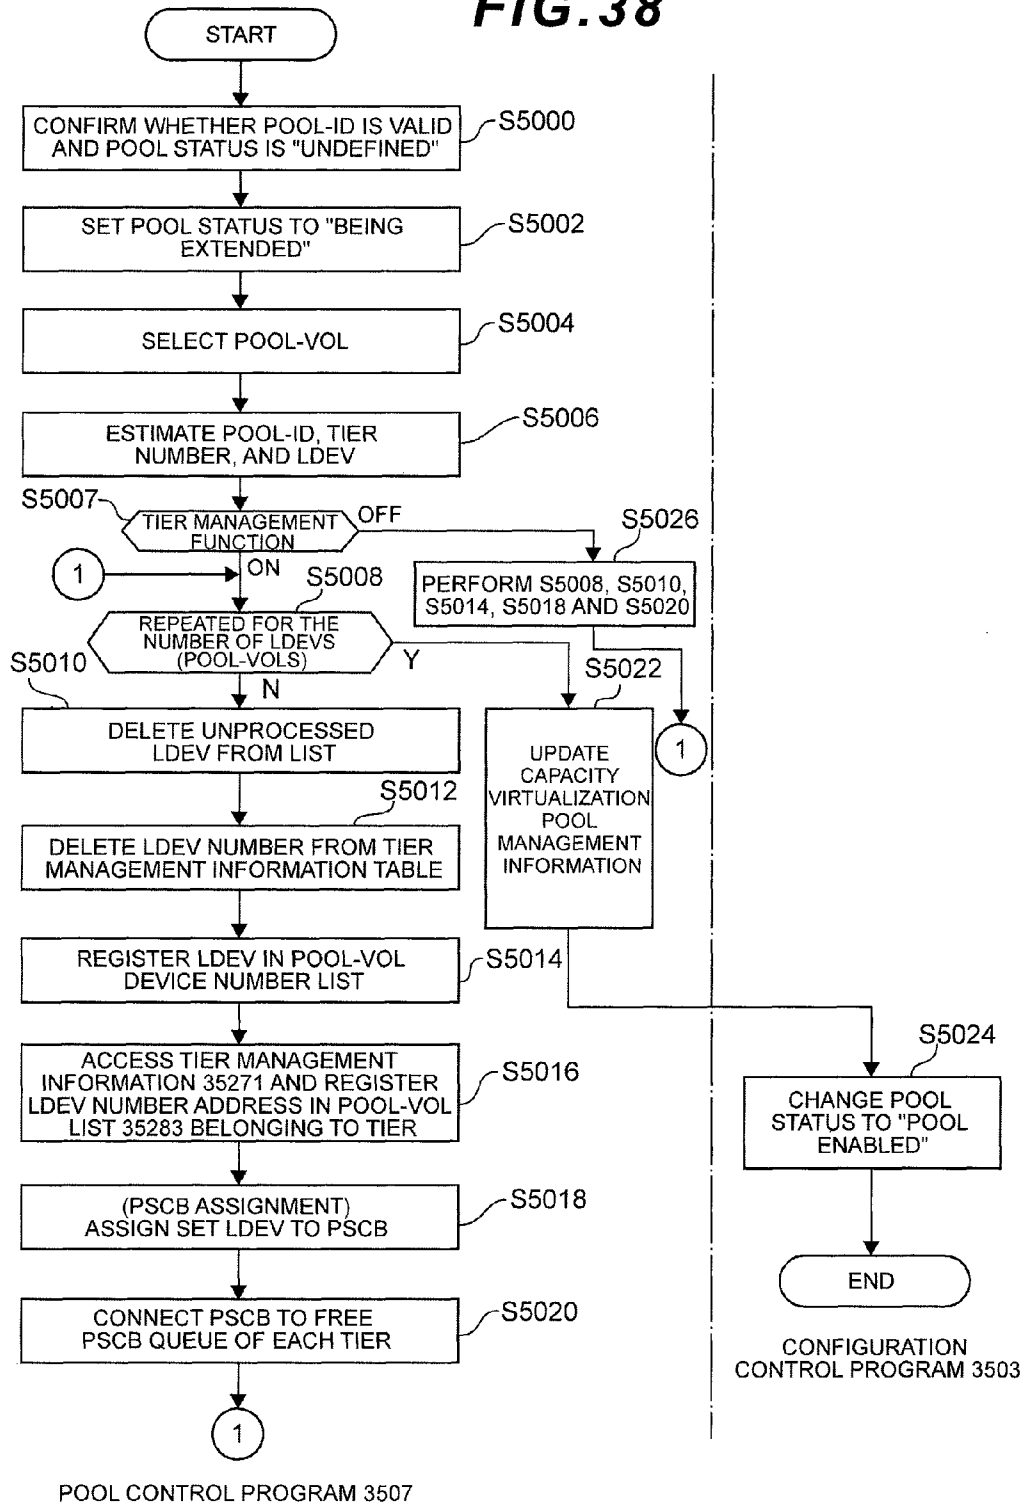 FIG.38
START
CONFIRM WHETHER POOL-ID IS VALID
AND POOL STATUS IS "UNDEFINED"
S5000
SET POOL STATUS TO "BEING
EXTENDED"
S5002
SELECT POOL-VOL
S5004
ESTIMATE POOL-ID, TIER
NUMBER, AND LDEV
S5006
S5007
TIER MANAGEMENT
FUNCTION
OFF
ON
1
S5026
PERFORM S5008, S5010,
S5014, S5018 AND S5020
1
S5008
REPEATED FOR THE
NUMBER OF LDEVS
(POOL-VOLS)
Y
N
S5010
DELETE UNPROCESSED
LDEV FROM LIST
S5022
UPDATE
CAPACITY
VIRTUALIZATION
POOL
MANAGEMENT
INFORMATION
S5012
DELETE LDEV NUMBER FROM TIER
MANAGEMENT INFORMATION TABLE
REGISTER LDEV IN POOL-VOL
DEVICE NUMBER LIST
S5014
ACCESS TIER MANAGEMENT
INFORMATION 35271 AND REGISTER
LDEV NUMBER ADDRESS IN POOL-VOL
LIST 35283 BELONGING TO TIER
S5016
(PSCB ASSIGNMENT)
ASSIGN SET LDEV TO PSCB
S5018
CONNECT PSCB TO FREE
PSCB QUEUE OF EACH TIER
S5020
1
POOL CONTROL PROGRAM 3507
S5024
CHANGE POOL
STATUS TO "POOL
ENABLED"
END
CONFIGURATION
CONTROL PROGRAM 3503